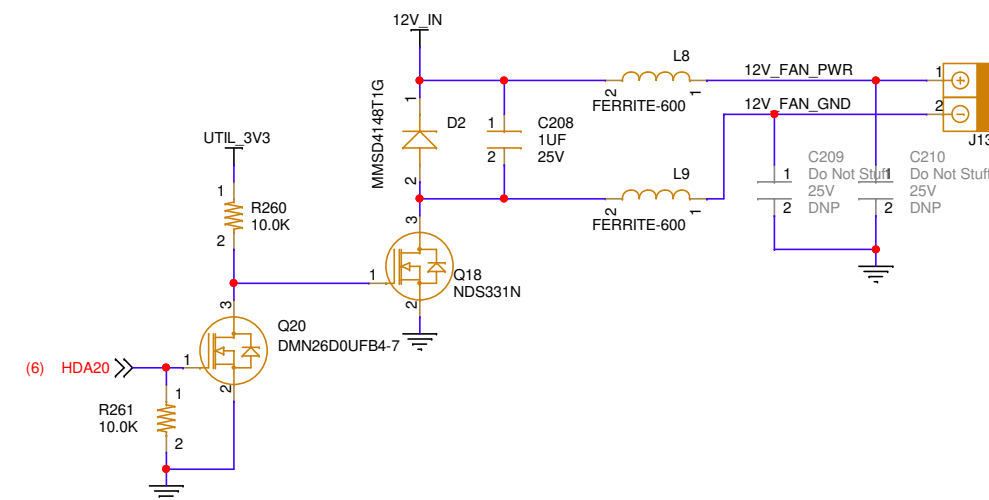 12V_IN
L8
2
1
FERRITE-600
12V_FAN_PWR
1
12V_FAN_GND
2
J13
1
D2
2
MMSD4148T1G
1
2
C208
1UF
25V
UTIL_3V3
1
R260
10.0K
2
L9
2
1
FERRITE-600
C209
Do Not Stuff
25V
DNP
1
2
C210
Do Not Stuff
25V
DNP
1
2
3
1
Q18
NDS331N
2
3
Q20
DMN26D0UFB4-7
1
2
(6) HDA20
1
R261
10.0K
2